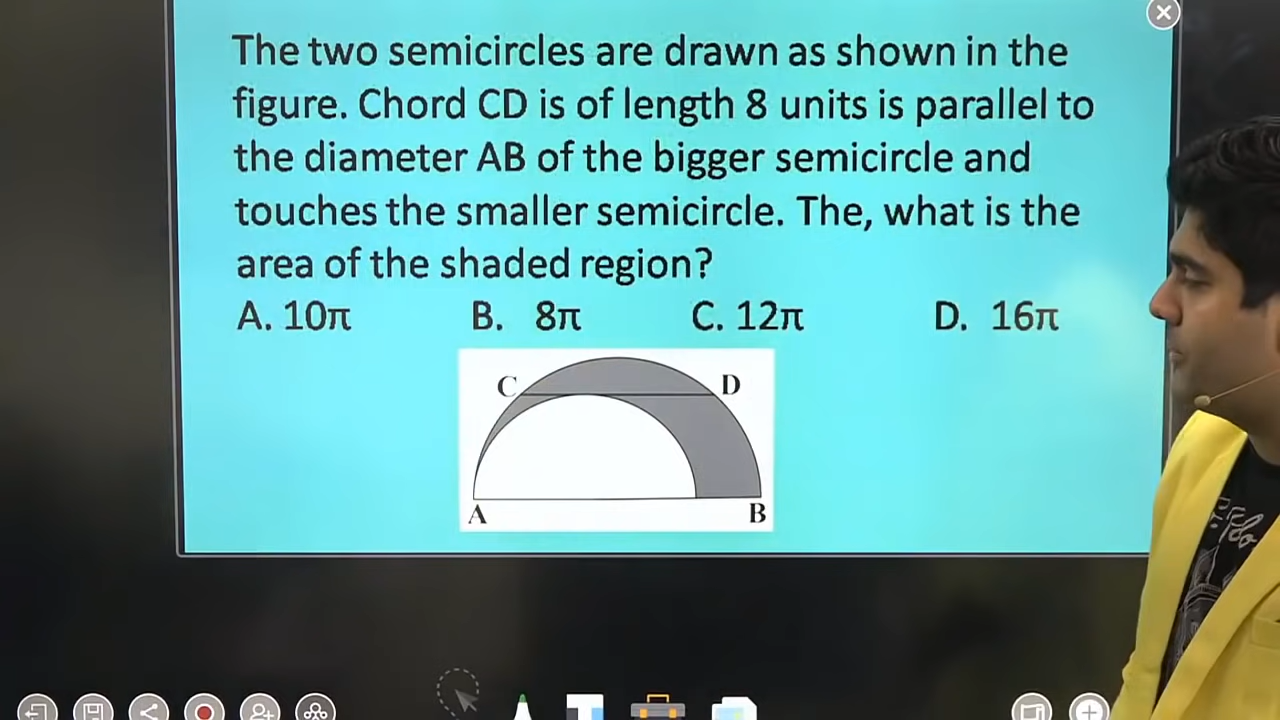 The two semicircles are drawn as shown in the
figure. Chord CD is of length 8 units is parallel to
the diameter AB of the bigger semicircle and
touches the smaller semicircle. The, what is the
area of the shaded region?
A. 10π B. 8π C. 12π D. 16π
C D
A B